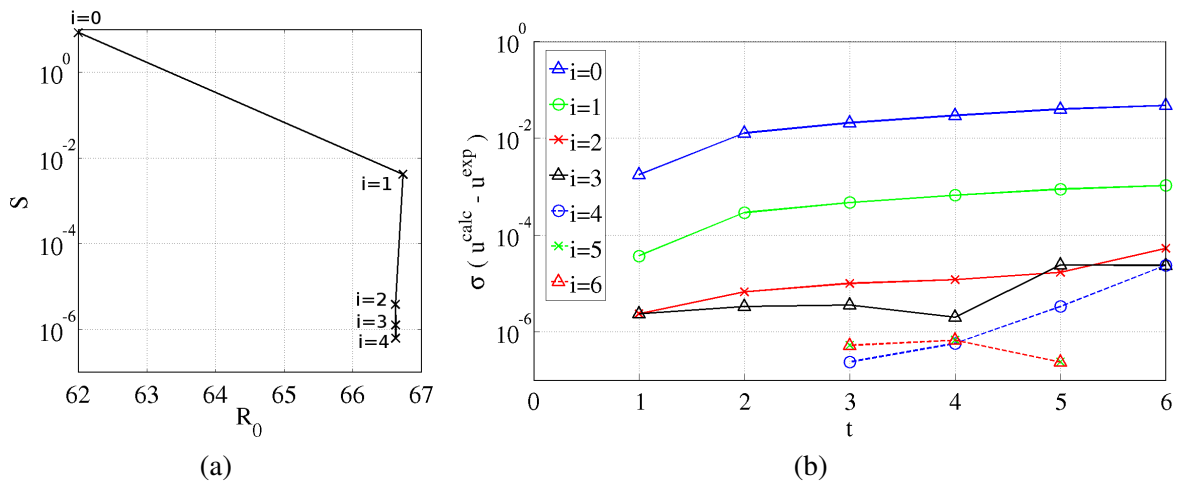 i=0
10^0
10^-2
10^-4
10^-6
S
i=1
i=2
i=3
i=4
62 63 64 65 66 67
R_0
(a)
10^0
10^-2
10^-4
10^-6
σ ( u^calc - u^exp )
i=0
i=1
i=2
i=3
i=4
i=5
i=6
0 1 2 3 4 5 6
t
(b)